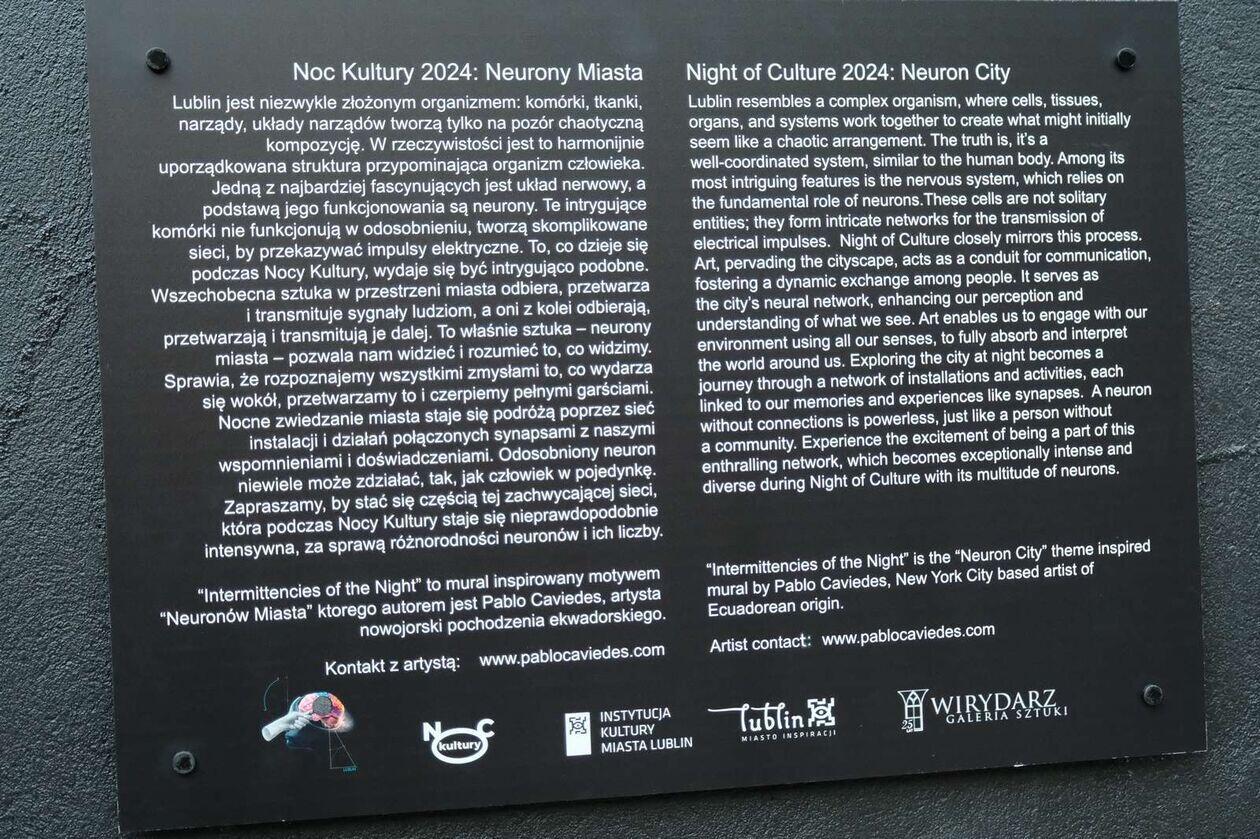 Noc Kultury 2024: Neurony Miasta
Lublin jest niezwykle złożonym organizmem: komórki, tkanki,
narządy, układy narządów tworzą tylko na pozór chaotyczną
kompozycję. W rzeczywistości jest to harmonijnie
uporządkowana struktura przypominająca organizm człowieka.
Jedną z najbardziej fascynujących jest układ nerwowy, a
podstawą jego funkcjonowania są neurony. Te intrygujące
komórki nie funkcjonują w odosobnieniu, tworzą skomplikowane
sieci, by przekazywać impulsy elektryczne. To, co dzieje się
podczas Nocy Kultury, wydaje się być intrygująco podobne.
Wszechobecna sztuka w przestrzeni miasta odbiera, przetwarza
i transmituje sygnały ludziom, a oni z kolei odbierają,
przetwarzają i transmitują je dalej. To właśnie sztuka – neurony
miasta – pozwala nam widzieć i rozumieć to, co widzimy.
Sprawia, że rozpoznajemy wszystkimi zmysłami to, co wydarza
się wokół, przetwarzamy to i czerpiemy pełnymi garściami.
Nocne zwiedzanie miasta staje się podróżą poprzez sieć
instalacji i działań połączonych synapsami z naszymi
wspomnieniami i doświadczeniami. Odosobniony neuron
niewiele może zdziałać, tak, jak człowiek w pojedynkę.
Zapraszamy, by stać się częścią tej zachwycającej sieci,
która podczas Nocy Kultury staje się nieprawdopodobnie
intensywna, za sprawą różnorodności neuronów i ich liczby.
“Intermittencies of the Night” to mural inspirowany motywem
“Neuronów Miasta” ktorego autorem jest Pablo Caviedes, artysta
nowojorski pochodzenia ekwadorskiego.
Kontakt z artystą: www.pablocaviedes.com
Night of Culture 2024: Neuron City
Lublin resembles a complex organism, where cells, tissues,
organs, and systems work together to create what might initially
seem like a chaotic arrangement. The truth is, it's a
well-coordinated system, similar to the human body. Among its
most intriguing features is the nervous system, which relies on
the fundamental role of neurons.These cells are not solitary
entities; they form intricate networks for the transmission of
electrical impulses. Night of Culture closely mirrors this process.
Art, pervading the cityscape, acts as a conduit for communication,
fostering a dynamic exchange among people. It serves as
the city's neural network, enhancing our perception and
understanding of what we see. Art enables us to engage with our
environment using all our senses, to fully absorb and interpret
the world around us. Exploring the city at night becomes a
journey through a network of installations and activities, each
linked to our memories and experiences like synapses. A neuron
without connections is powerless, just like a person without
a community. Experience the excitement of being a part of this
enthralling network, which becomes exceptionally intense and
diverse during Night of Culture with its multitude of neurons.
“Intermittencies of the Night” is the “Neuron City” theme inspired
mural by Pablo Caviedes, New York City based artist of
Ecuadorean origin.
Artist contact: www.pablocaviedes.com
LUBLIN
NOC
kultury
INSTYTUCJA
KULTURY
MIASTA LUBLIN
lublin
MIASTO INSPIRACJI
25
WIRYDARZ
GALERIA SZTUKI